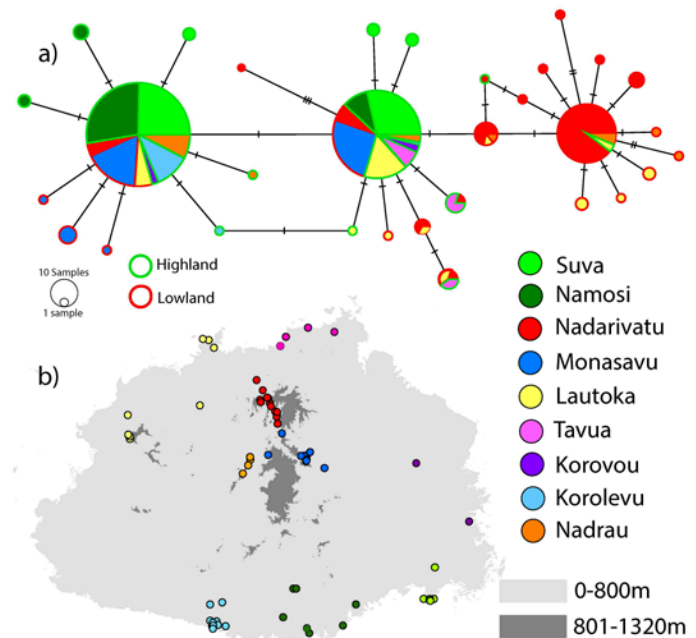 a)
10 Samples
1 sample
Highland
Lowland
Suva
Namosi
Nadarivatu
Monasavu
Lautoka
Tavua
Korovou
Korolevu
Nadrau
b)
0-800m
801-1320m